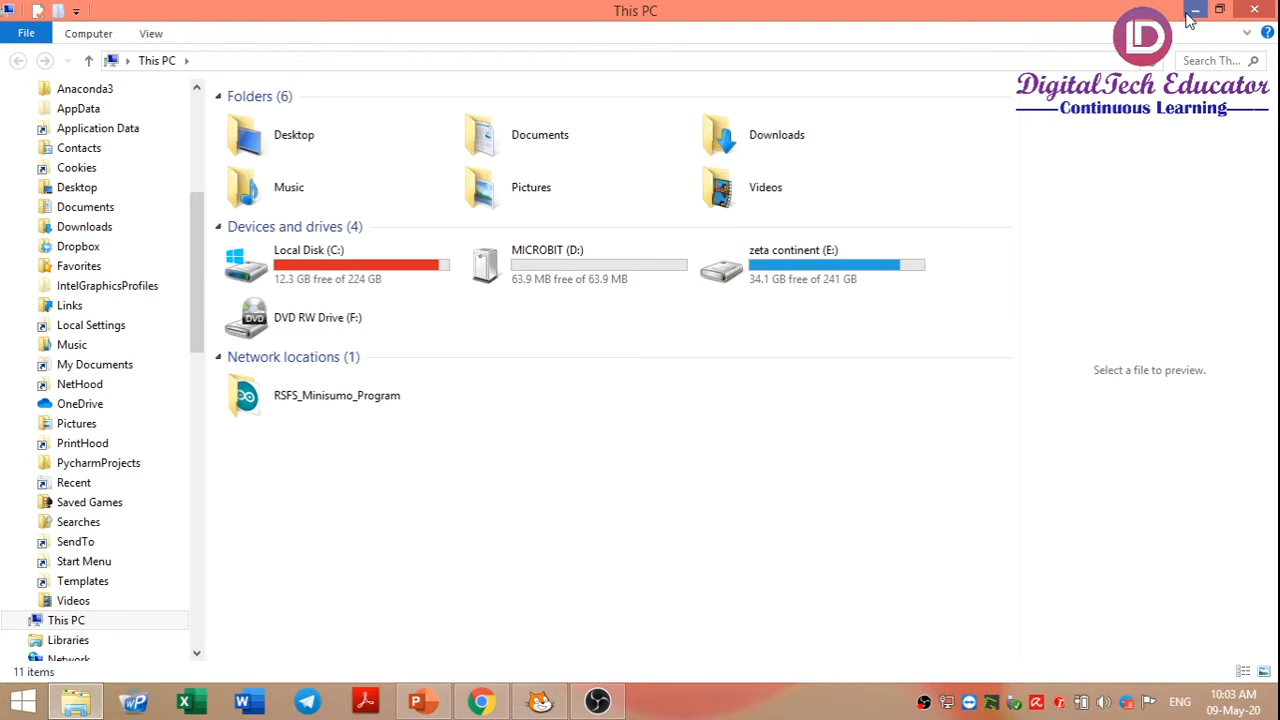 This PC
File
Computer
View
This PC
Search Th...
DigitalTech Educator
Continuous Learning
Anaconda3
AppData
Application Data
Contacts
Cookies
Desktop
Documents
Downloads
Dropbox
Favorites
IntelGraphicsProfiles
Links
Local Settings
Music
My Documents
NetHood
OneDrive
Pictures
PrintHood
PycharmProjects
Recent
Saved Games
Searches
SendTo
Start Menu
Templates
Videos
This PC
Libraries
Network
Folders (6)
Desktop
Documents
Downloads
Music
Pictures
Videos
Devices and drives (4)
Local Disk (C:)
12.3 GB free of 224 GB
MICROBIT (D:)
63.9 MB free of 63.9 MB
zeta continent (E:)
34.1 GB free of 241 GB
DVD
DVD RW Drive (F:)
Network locations (1)
RSFS_Minisumo_Program
Select a file to preview.
11 items
ENG
10:03 AM
09-May-20